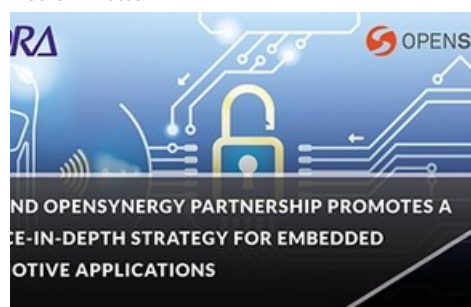 RA
OPENS
ND OPENSYNERGY PARTNERSHIP PROMOTES A
CE-IN-DEPTH STRATEGY FOR EMBEDDED
OTIVE APPLICATIONS